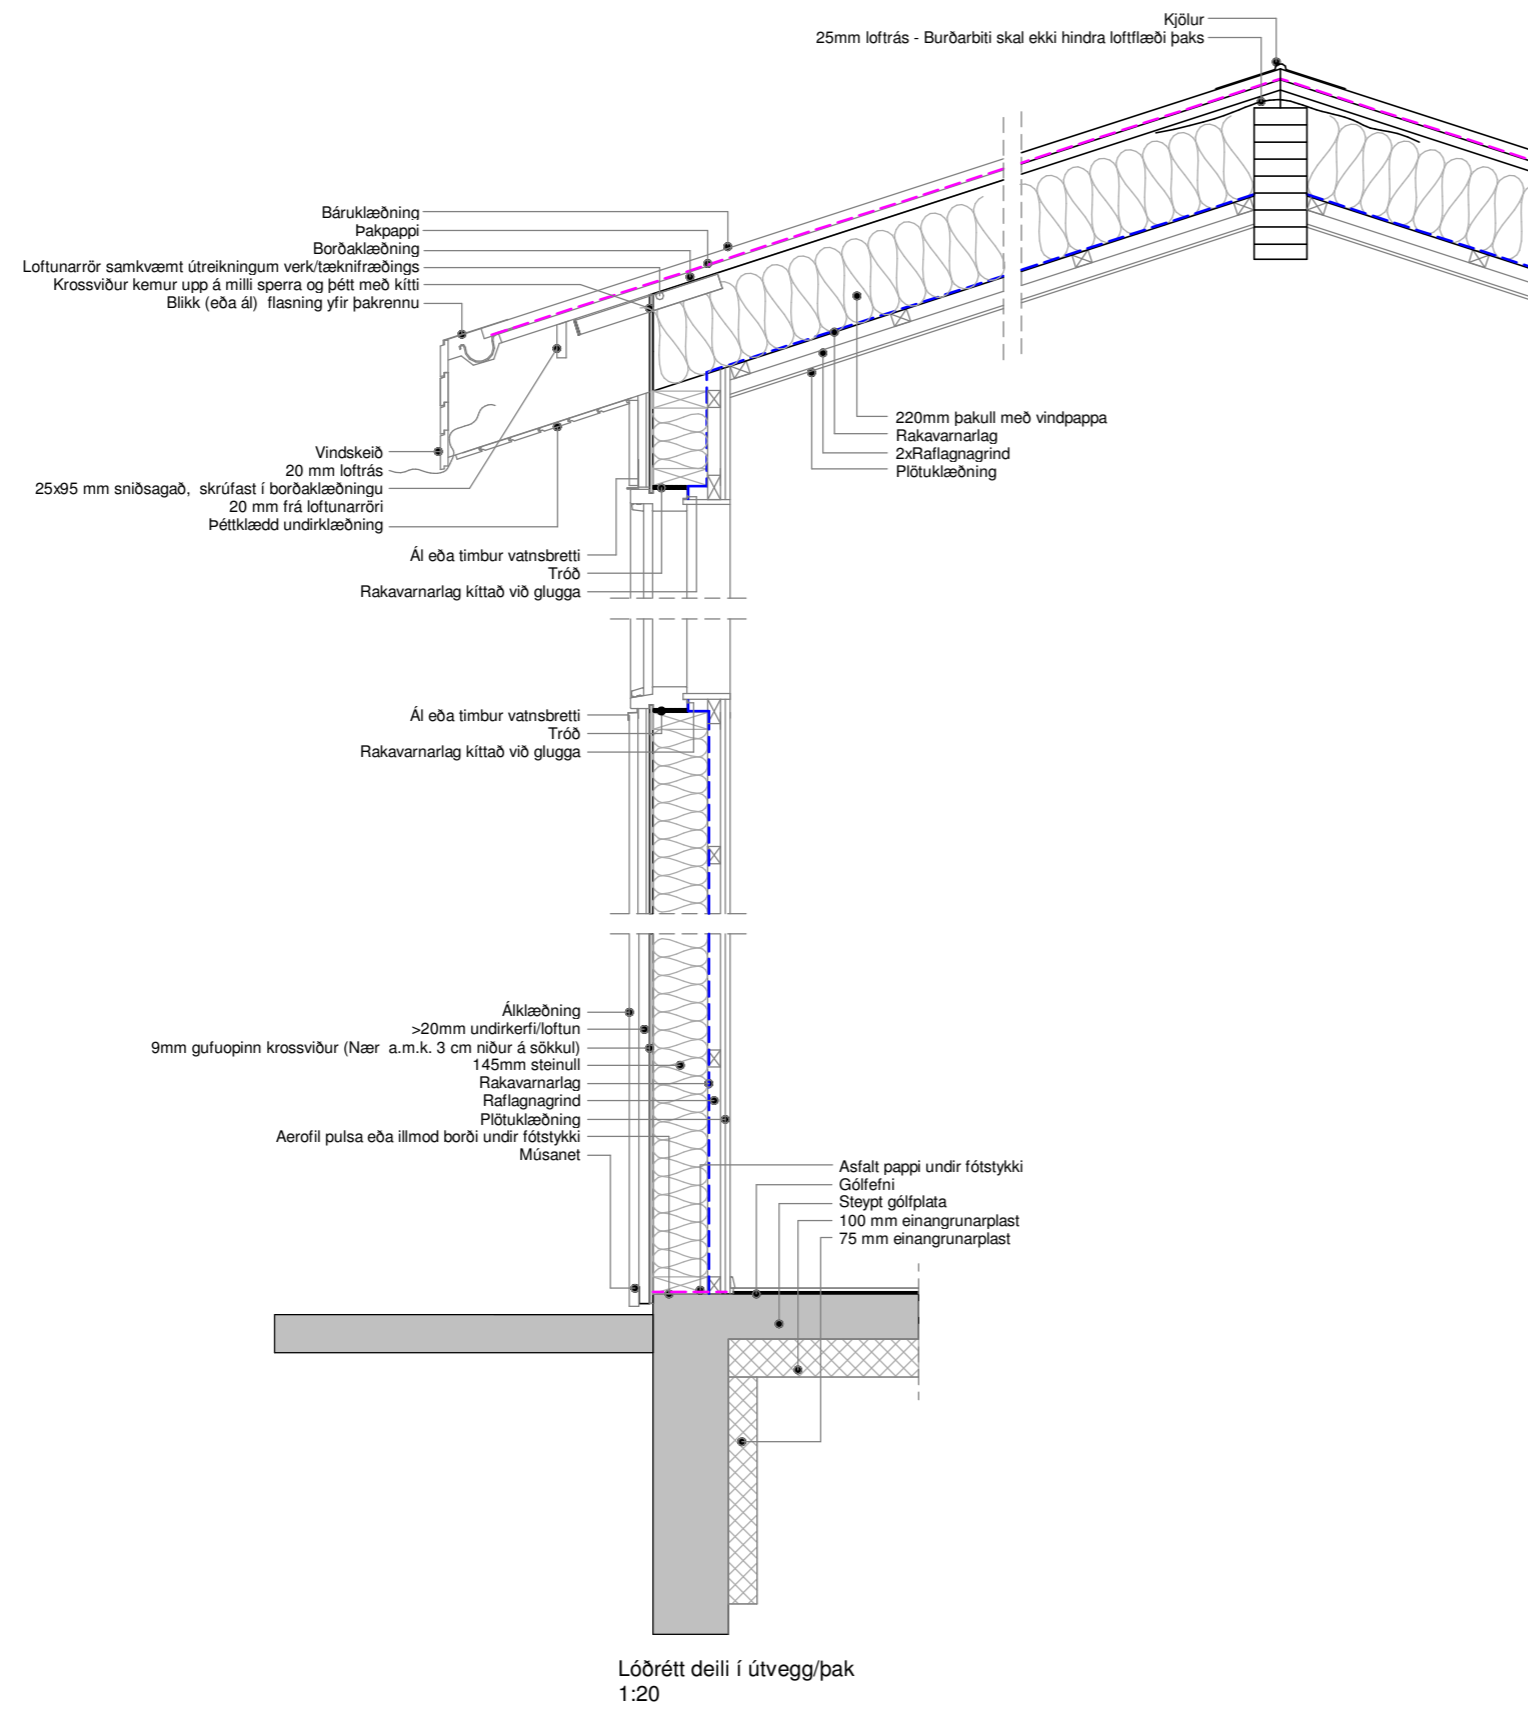 Kjölur
25mm loftrás - Burðarbiti skal ekki hindra loftflæði þaks
Báruklæðning
Þakpappi
Borðaklæðning
Loftunarrör samkvæmt útreikningum verk/tæknifræðings
Krossviður kemur upp á milli sperra og þétt með kítti
Blikk (eða ál) flasning yfir þakrennu
Vindskeið
20 mm loftrás
25x95 mm sniðsagað, skrúfast í borðaklæðningu
20 mm frá loftunarröri
Þéttklædd undirklæðning
220mm þakull með vindpappa
Rakavarnarlag
2xRaflagnagrind
Plötuklæðning
Ál eða timbur vatnsbretti
Tróð
Rakavarnarlag kíttað við glugga
Ál eða timbur vatnsbretti
Tróð
Rakavarnarlag kíttað við glugga
Álklæðning
>20mm undirkerfi/loftun
9mm gufuopinn krossviður (Nær a.m.k. 3 cm niður á sökkul)
145mm steinull
Rakavarnarlag
Raflagnagrind
Plötuklæðning
Aerofil pulsa eða illmod borði undir fótstykki
Músanet
Asfalt pappi undir fótstykki
Gólfefni
Steypt gólfplata
100 mm einangrunarplast
75 mm einangrunarplast
Lóðrétt deili í útvegg/þak
1:20